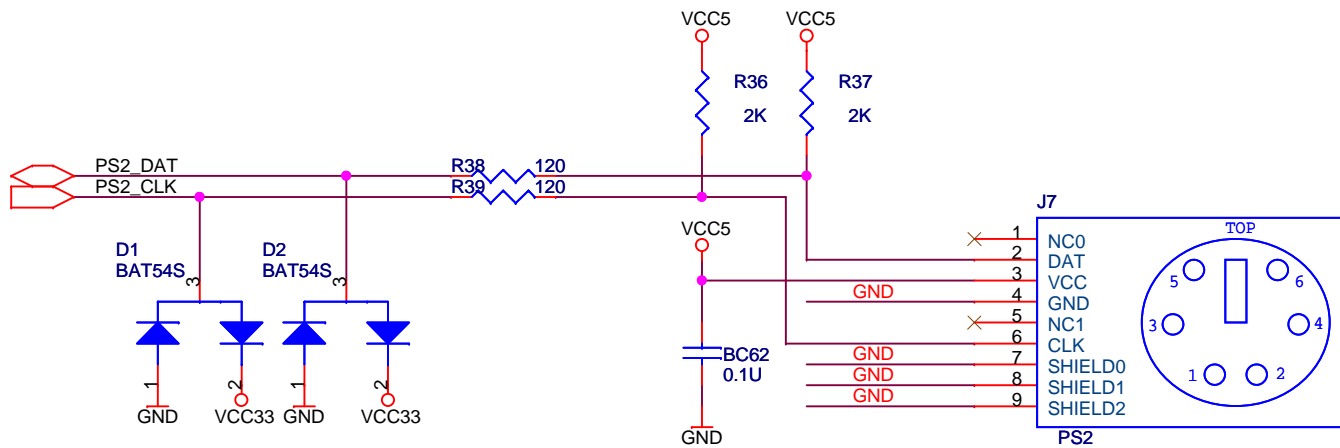 VCC5 VCC5
R36 R37
2K 2K
PS2_DAT R38 120
PS2_CLK R39 120
J7
VCC5
TOP
1 NC0
2 DAT
3 VCC
GND 4 GND
5 NC1
6 CLK
GND 7 SHIELD0
GND 8 SHIELD1
GND 9 SHIELD2
5 6
3 4
1 2
D1 D2
BAT54S BAT54S
3 3
BC62
0.1U
1 2 1 2
GND VCC33 GND VCC33
GND
PS2